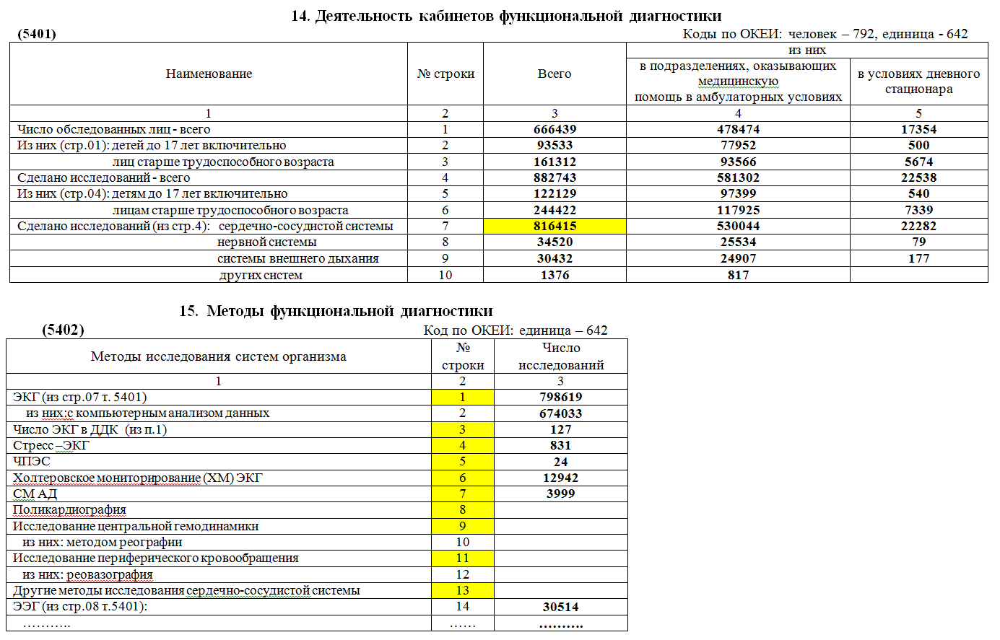 14. Деятельность кабинетов функциональной диагностики
(5401) Коды по ОКЕИ: человек – 792, единица - 642
Наименование № строки Всего из них
в подразделениях, оказывающих медицинскую помощь в амбулаторных условиях в условиях дневного стационара
1 2 3 4 5
Число обследованных лиц - всего 1 666439 478474 17354
Из них (стр.01): детей до 17 лет включительно 2 93533 77952 500
лиц старше трудоспособного возраста 3 161312 93566 5674
Сделано исследований - всего 4 882743 581302 22538
Из них (стр.04): детям до 17 лет включительно 5 122129 97399 540
лицам старше трудоспособного возраста 6 244422 117925 7339
Сделано исследований (из стр.4): сердечно-сосудистой системы 7 816415 530044 22282
нервной системы 8 34520 25534 79
системы внешнего дыхания 9 30432 24907 177
других систем 10 1376 817
15. Методы функциональной диагностики
(5402) Код по ОКЕИ: единица – 642
Методы исследования систем организма № строки Число исследований
1 2 3
ЭКГ (из стр.07 т. 5401) 1 798619
из них:с компьютерным анализом данных 2 674033
Число ЭКГ в ДДК (из п.1) 3 127
Стресс –ЭКГ 4 831
ЧПЭС 5 24
Холтеровское мониторирование (ХМ) ЭКГ 6 12942
СМ АД 7 3999
Поликардиография 8
Исследование центральной гемодинамики 9
из них: методом реографии 10
Исследование периферического кровообращения 11
из них: реовазография 12
Другие методы исследования сердечно-сосудистой системы 13
ЭЭГ (из стр.08 т.5401): 14 30514
……….. …… ……….